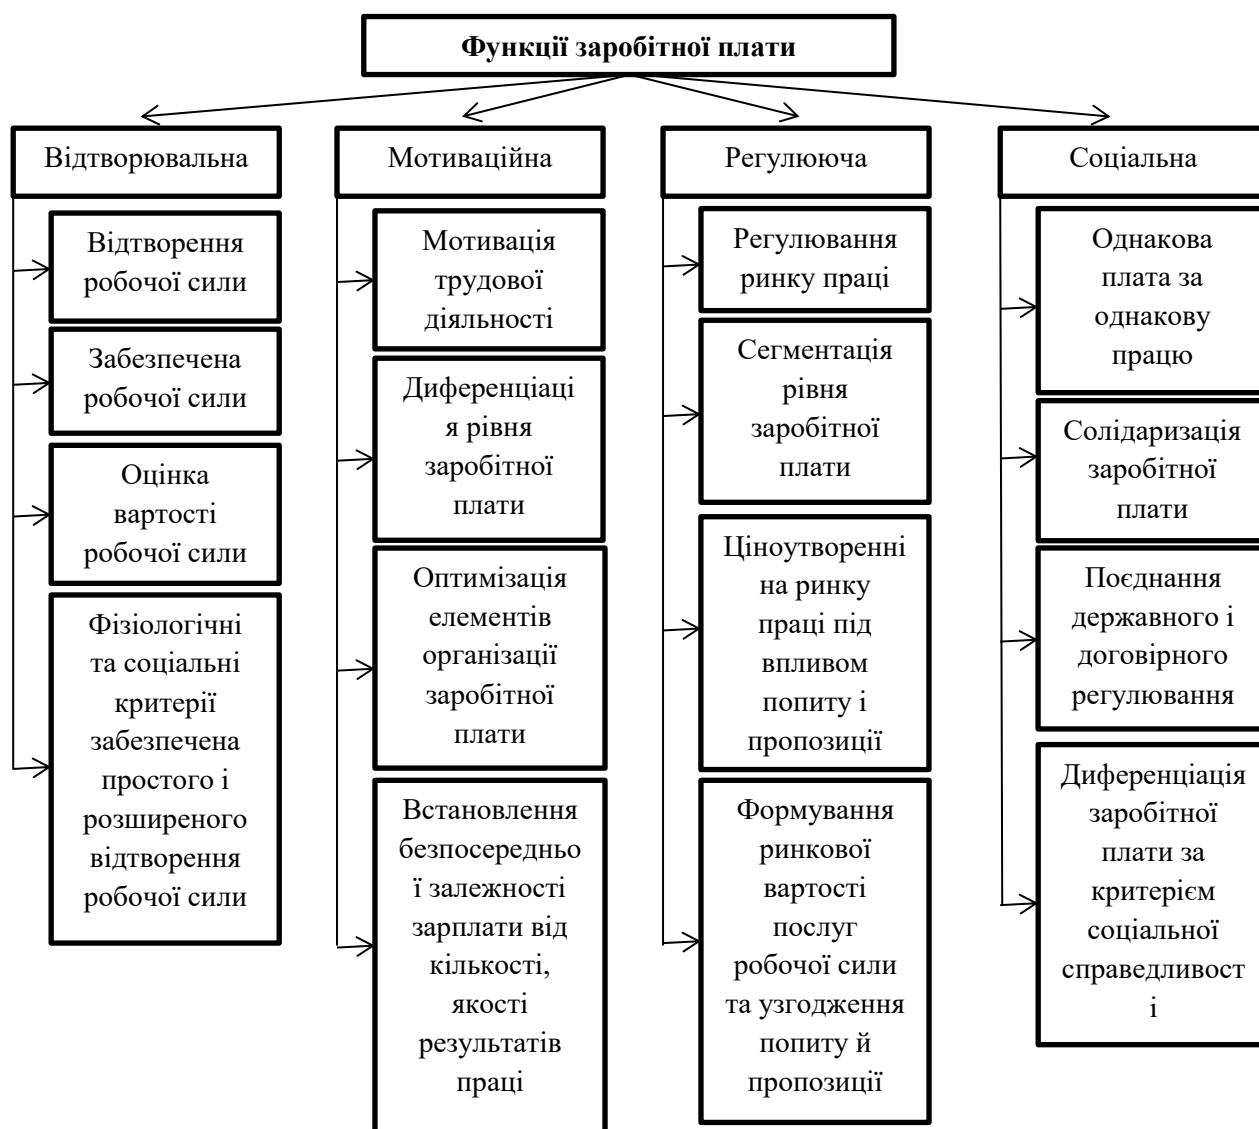 Функції заробітної плати
Відтворювальна
Мотиваційна
Регулююча
Соціальна
Відтворення
робочої сили
Забезпечена
робочої сили
Оцінка
вартості
робочої сили
Фізіологічні
та соціальні
критерії
забезпечена
простого і
розширеного
відтворення
робочої сили
Мотивація
трудової
діяльності
Диференціаці
я рівня
заробітної
плати
Оптимізація
елементів
організації
заробітної
плати
Встановлення
безпосередньо
ї залежності
зарплати від
кількості,
якості
результатів
праці
Регулювання
ринку праці
Сегментація
рівня
заробітної
плати
Ціноутворенні
на ринку
праці під
впливом
попиту і
пропозиції
Формування
ринкової
вартості
послуг
робочої сили
та узгодження
попиту й
пропозиції
Однакова
плата за
однакову
працю
Солідаризація
заробітної
плати
Поєднання
державного і
договірного
регулювання
Диференціація
заробітної
плати за
критерієм
соціальної
справедливост
і